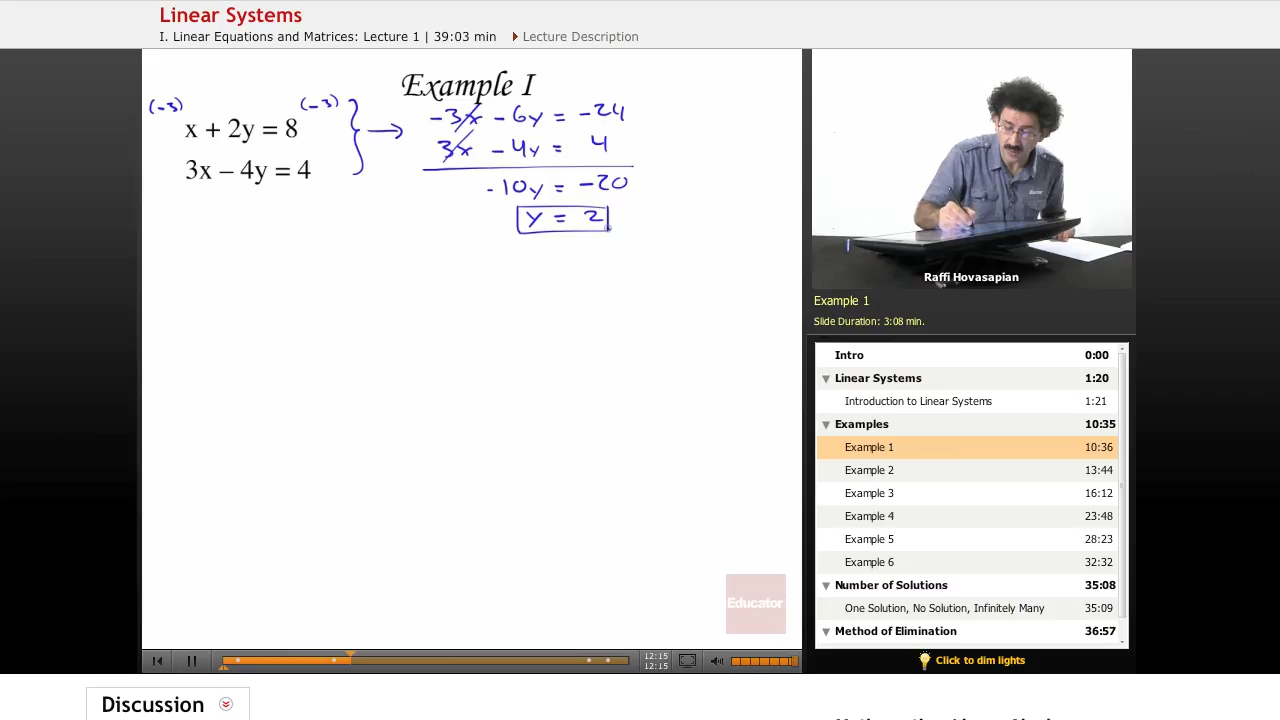 Linear Systems
I. Linear Equations and Matrices: Lecture 1 | 39:03 min Lecture Description
Example I
(-3) (-3)
x + 2y = 8
3x – 4y = 4
-3x - 6y = -24
3x - 4y = 4
-10y = -20
y = 2
Educator
Raffi Hovasapian
Example 1
Slide Duration: 3:08 min.
Intro 0:00
Linear Systems 1:20
Introduction to Linear Systems 1:21
Examples 10:35
Example 1 10:36
Example 2 13:44
Example 3 16:12
Example 4 23:48
Example 5 28:23
Example 6 32:32
Number of Solutions 35:08
One Solution, No Solution, Infinitely Many 35:09
Method of Elimination 36:57
12:15
12:15
Click to dim lights
Discussion